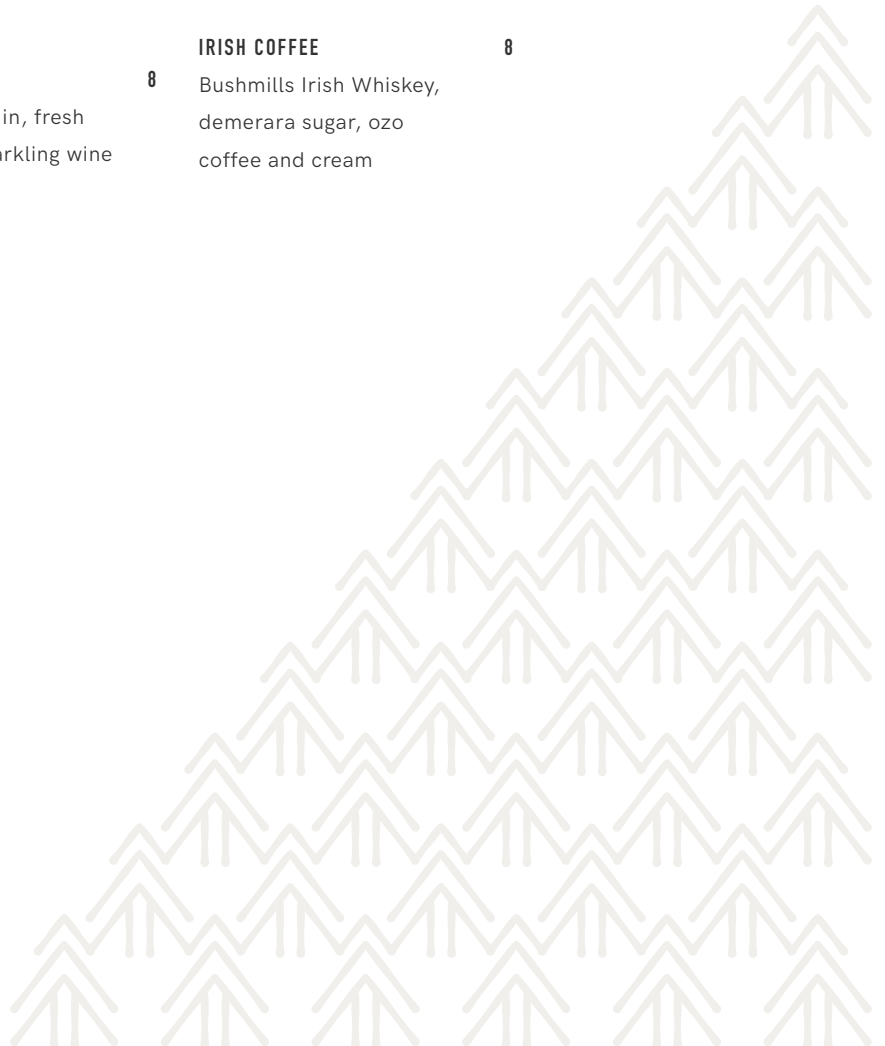 8
in, fresh
rkling wine
IRISH COFFEE 8
Bushmills Irish Whiskey,
demerara sugar, ozo
coffee and cream